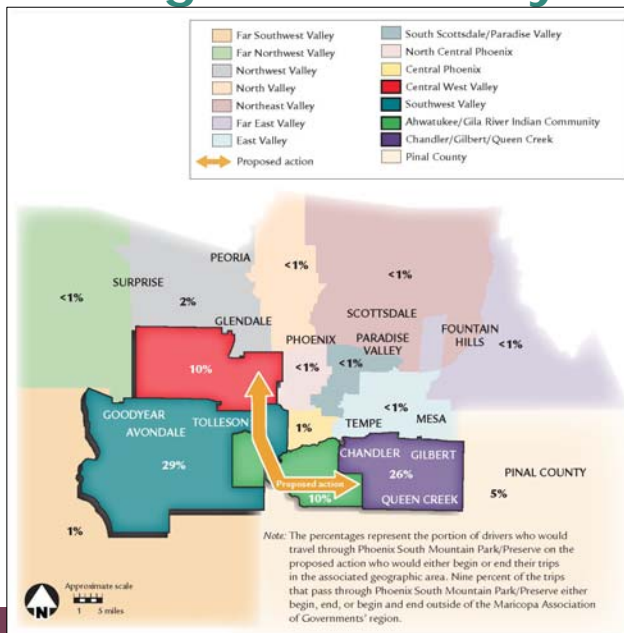 Far Southwest Valley
Far Northwest Valley
Northwest Valley
North Valley
Northeast Valley
Far East Valley
East Valley
Proposed action
South Scottsdale/Paradise Valley
North Central Phoenix
Central Phoenix
Central West Valley
Southwest Valley
Ahwatukee/Gila River Indian Community
Chandler/Gilbert/Queen Creek
Pinal County
PEORIA
<1%
SURPRISE
<1%
<1%
2%
SCOTTSDALE
GLENDALE
FOUNTAIN
HILLS
<1%
PHOENIX
PARADISE
VALLEY
10%
<1%
<1%
GOODYEAR
TOLLESON
AVONDALE
1%
TEMPE
<1%
MESA
29%
CHANDLER
GILBERT
26%
PINAL COUNTY
Proposed action
10%
QUEEN CREEK
5%
1%
Note: The percentages represent the portion of drivers who would
travel through Phoenix South Mountain Park/Preserve on the
proposed action who would either begin or end their trips
in the associated geographic area. Nine percent of the trips
that pass through Phoenix South Mountain Park/Preserve either
begin, end, or begin and end outside of the Maricopa Association
of Governments' region.
Approximate scale
1 5 miles
N